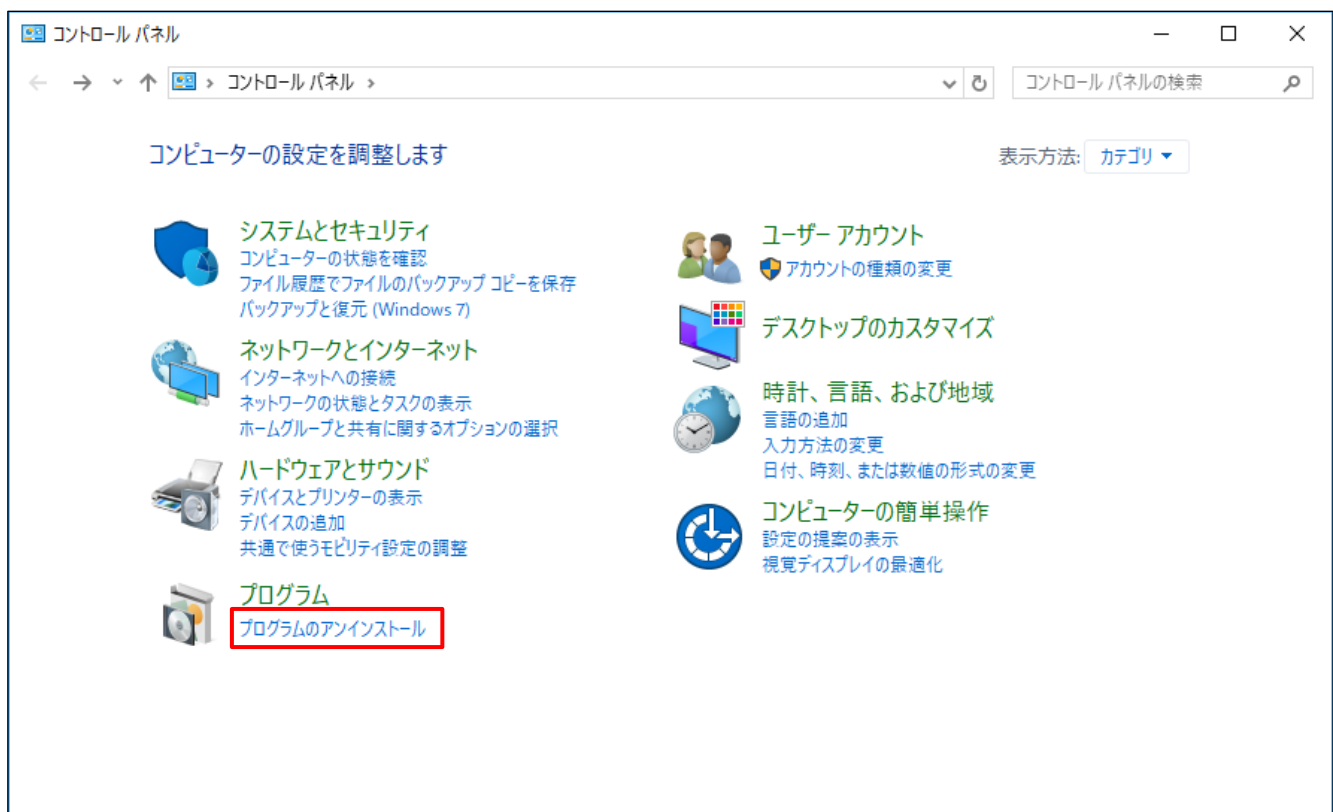 コントロール パネル
コントロール パネル
コントロール パネルの検索
コンピューターの設定を調整します
表示方法: カテゴリ
システムとセキュリティ
コンピューターの状態を確認
ファイル履歴でファイルのバックアップ コピーを保存
バックアップと復元 (Windows 7)
ネットワークとインターネット
インターネットへの接続
ネットワークの状態とタスクの表示
ホームグループと共有に関するオプションの選択
ハードウェアとサウンド
デバイスとプリンターの表示
デバイスの追加
共通で使うモビリティ設定の調整
プログラム
プログラムのアンインストール
ユーザー アカウント
アカウントの種類の変更
デスクトップのカスタマイズ
時計、言語、および地域
言語の追加
入力方法の変更
日付、時刻、または数値の形式の変更
コンピューターの簡単操作
設定の提案の表示
視覚ディスプレイの最適化